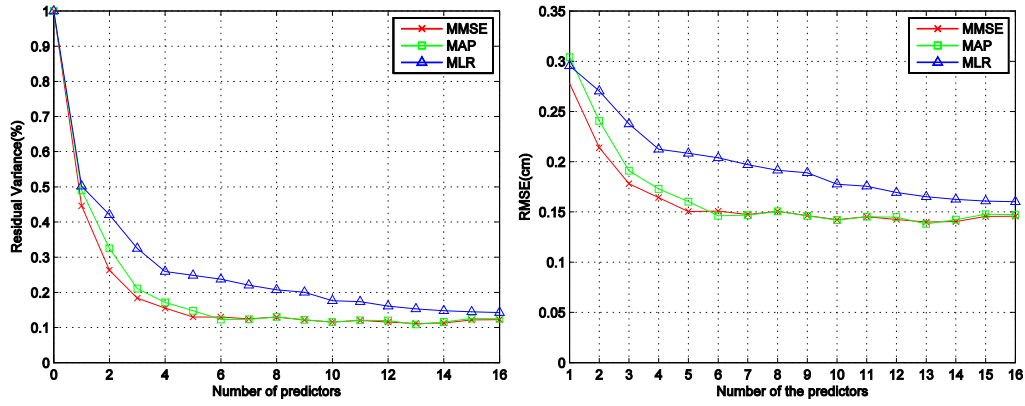 1
0.9
0.8
0.7
0.6
0.5
0.4
0.3
0.2
0.1
0
Residual Variance(%)
0 2 4 6 8 10 12 14 16
Number of predictors
MMSE
MAP
MLR
0.35
0.3
0.25
0.2
0.15
0.1
0.05
0
RMSE(cm)
1 2 3 4 5 6 7 8 9 10 11 12 13 14 15 16
Number of the predictors
MMSE
MAP
MLR